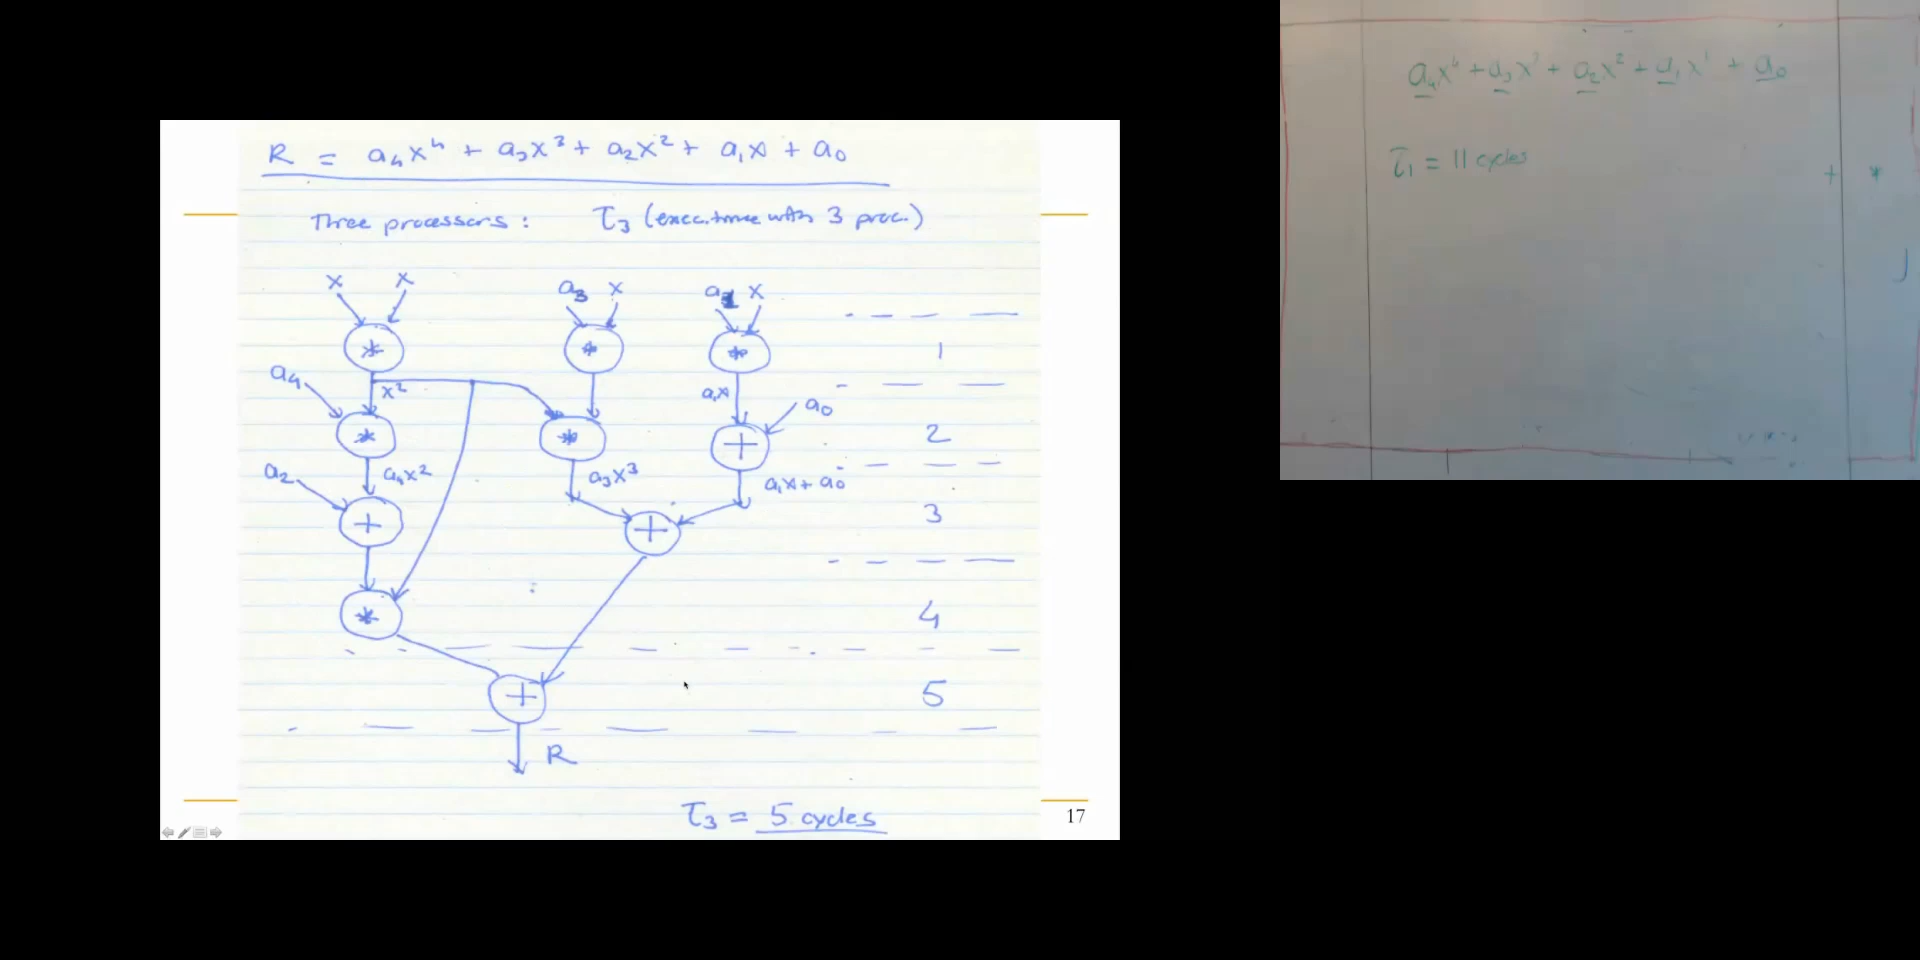 R = a₄x⁴ + a₃x³ + a₂x² + a₁x + a₀
Three processors: T₃ (exec. time with 3 proc.)
x x a₃ x a₁ x
* * * 1
a₄ x² a₁x a₀
* * + 2
a₂ a₄x² a₃x³ a₁x + a₀
+ + 3
* 4
+ 5
R
T₃ = 5 cycles
17
a₄x⁴ + a₃x³ + a₂x² + a₁x¹ + a₀
T₁ = 11 cycles
+ *